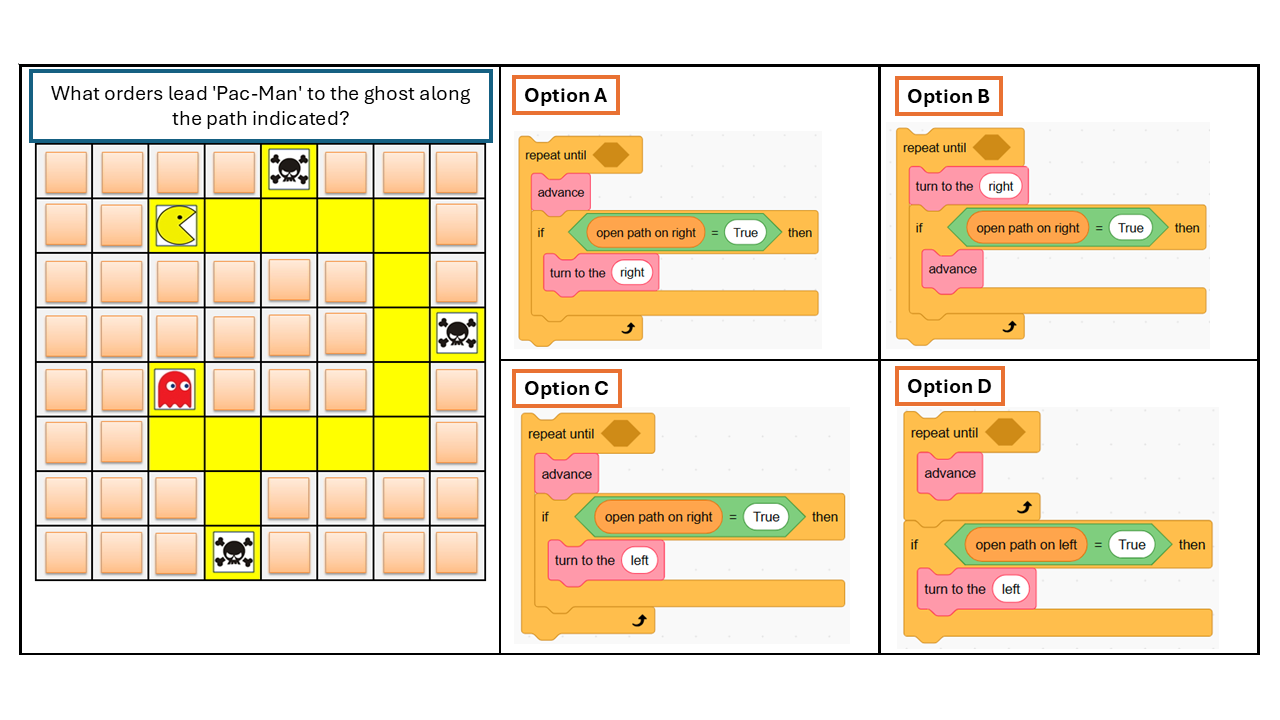 What orders lead 'Pac-Man' to the ghost along
the path indicated?
Option A
repeat until
advance
if open path on right = True then
turn to the right
Option B
repeat until
turn to the right
if open path on right = True then
advance
Option C
repeat until
advance
if open path on right = True then
turn to the left
Option D
repeat until
advance
if open path on left = True then
turn to the left